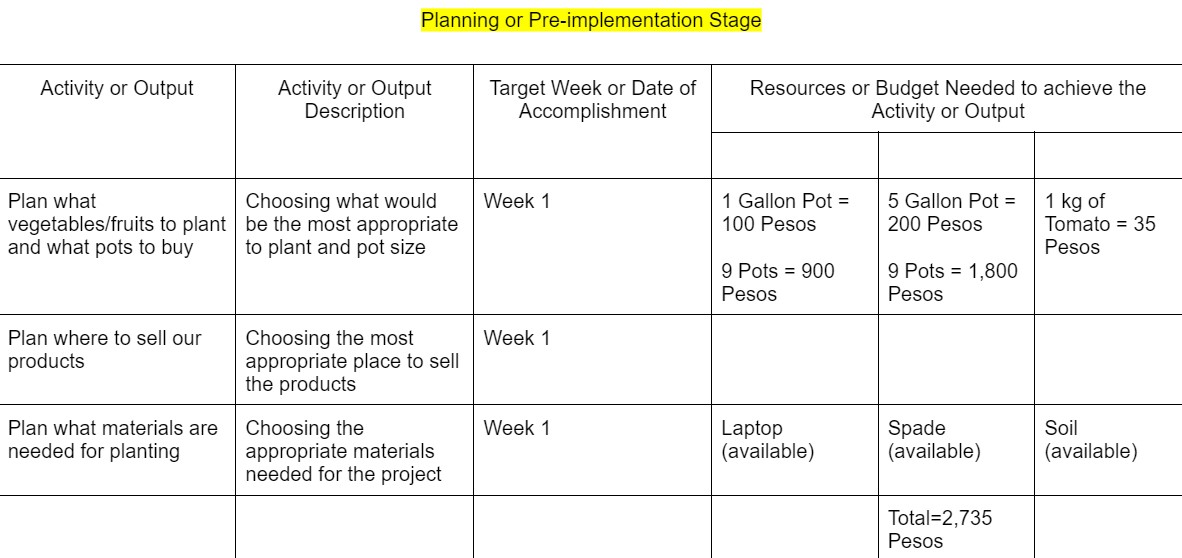 Planning or Pre-implementation Stage
Activity or Output
Activity or Output
Description
Target Week or Date of
Accomplishment
Resources or Budget Needed to achieve the
Activity or Output
Plan what
vegetables/fruits to plant
and what pots to buy
Choosing what would
be the most appropriate
to plant and pot size
Week 1
1 Gallon Pot =
100 Pesos
9 Pots = 900
Pesos
5 Gallon Pot =
200 Pesos
9 Pots = 1,800
Pesos
1 kg of
Tomato = 35
Pesos
Plan where to sell our
products
Choosing the most
appropriate place to sell
the products
Week 1
Plan what materials are
needed for planting
Choosing the
appropriate materials
needed for the project
Week 1
Laptop
(available)
Spade
(available)
Soil
(available)
Total=2,735
Pesos